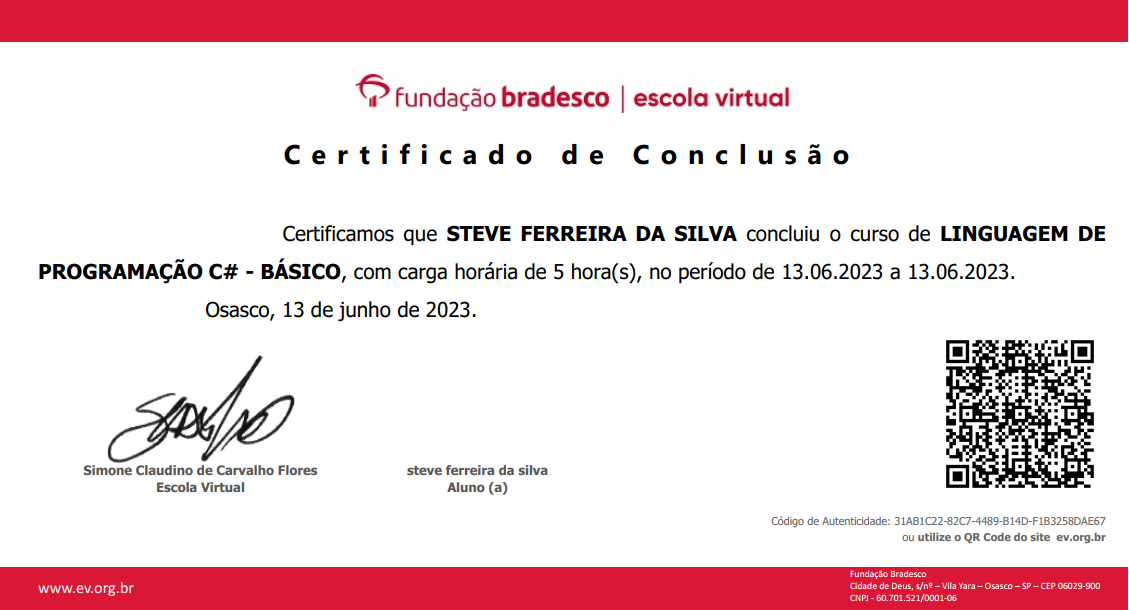 fundação bradesco | escola virtual
Certificado de Conclusão
Certificamos que STEVE FERREIRA DA SILVA concluiu o curso de LINGUAGEM DE
PROGRAMAÇÃO C# - BÁSICO, com carga horária de 5 hora(s), no período de 13.06.2023 a 13.06.2023.
Osasco, 13 de junho de 2023.
Simone Claudino de Carvalho Flores
Escola Virtual
steve ferreira da silva
Aluno (a)
Código de Autenticidade: 31AB1C22-82C7-4489-B14D-F1B3258DAE67
ou utilize o QR Code do site ev.org.br
www.ev.org.br
Fundação Bradesco
Cidade de Deus, s/nº – Vila Yara – Osasco – SP – CEP 06029-900
CNPJ - 60.701.521/0001-06